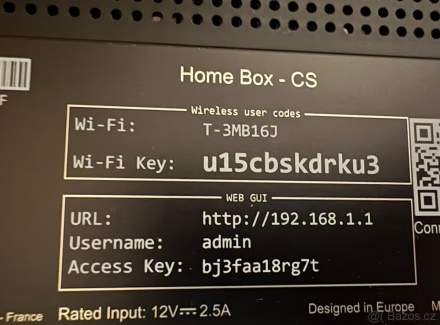 Home Box - CS
F
Wireless user codes
Wi-Fi: T-3MB16J
Wi-Fi Key: u15cbskdrku3
WEB GUI
URL: http://192.168.1.1
Username: admin
Access Key: bj3faa18rg7t
Conn
- France Rated Input: 12V⎓2.5A Designed in Europe M
@ Bazos.cz